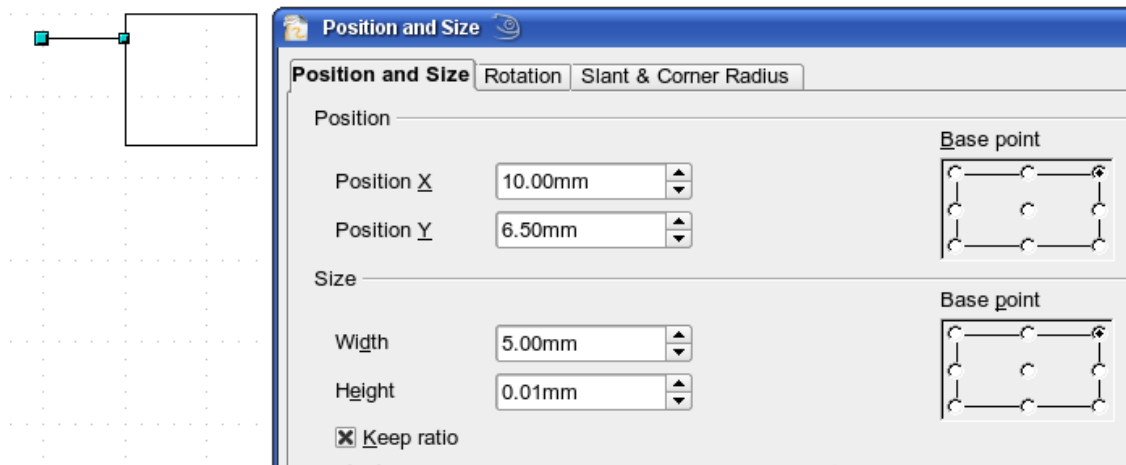 Position and Size
Position and Size Rotation Slant & Corner Radius
Position
Base point
Position X 10.00mm
Position Y 6.50mm
Size
Base point
Width 5.00mm
Height 0.01mm
Keep ratio